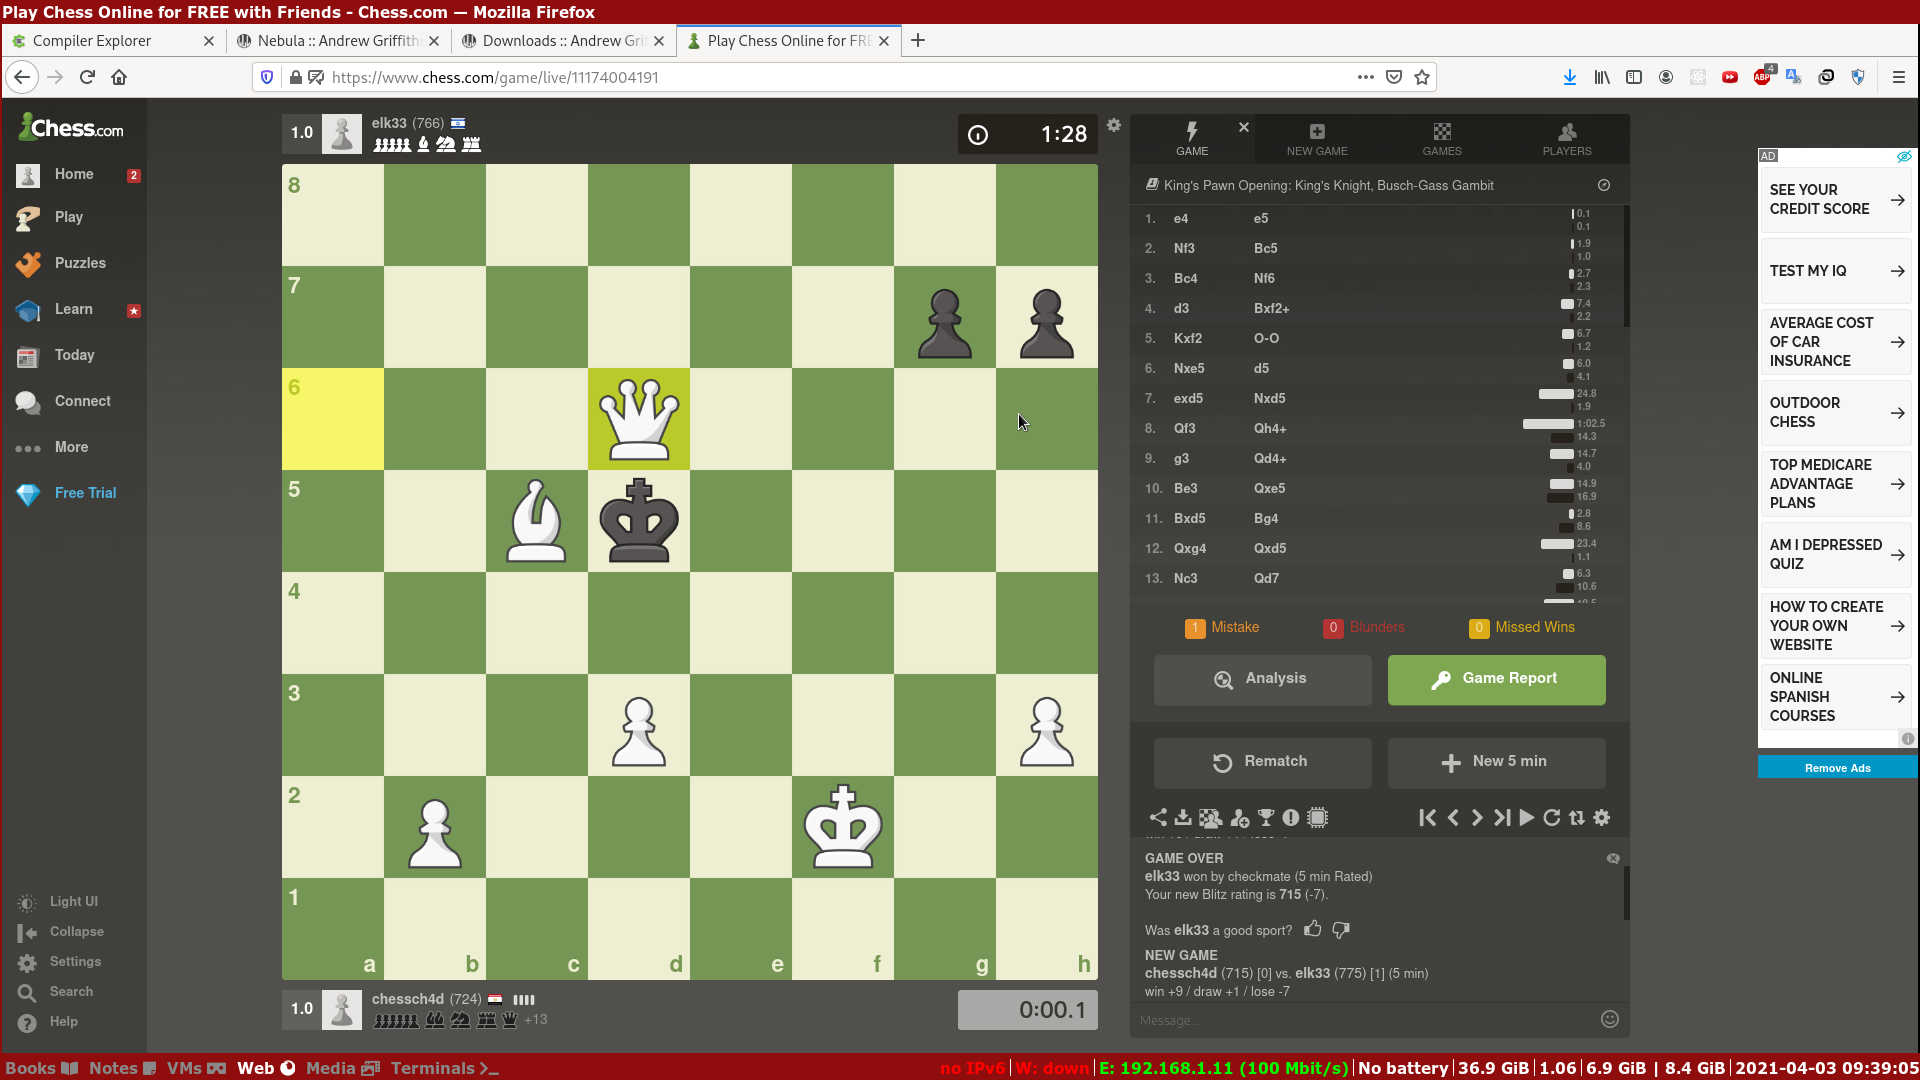 Play Chess Online for FREE with Friends - Chess.com — Mozilla Firefox
Compiler Explorer
Nebula :: Andrew Griffith
Downloads :: Andrew Gri
Play Chess Online for FRE
https://www.chess.com/game/live/11174004191
4
Chess.com
Home 2
Play
Puzzles
Learn
Today
Connect
More
Free Trial
Light UI
Collapse
Settings
Search
Help
1.0 elk33 (766)
1:28
8
7
6
5
4
3
2
1
a b c d e f g h
1.0 chessch4d (724)
+13
0:00.1
GAME
NEW GAME
GAMES
PLAYERS
King's Pawn Opening: King's Knight, Busch-Gass Gambit
1. e4 e5 0.1 0.1
2. Nf3 Bc5 1.9 1.0
3. Bc4 Nf6 2.7 2.3
4. d3 Bxf2+ 7.4 2.2
5. Kxf2 O-O 6.7 1.2
6. Nxe5 d5 6.0 4.1
7. exd5 Nxd5 24.8 1.9
8. Qf3 Qh4+ 1:02.5 14.3
9. g3 Qd4+ 14.7 4.0
10. Be3 Qxe5 14.9 16.9
11. Bxd5 Bg4 2.8 8.6
12. Qxg4 Qxd5 23.4 1.1
13. Nc3 Qd7 6.3 10.6
1 Mistake
0 Blunders
0 Missed Wins
Analysis
Game Report
Rematch
New 5 min
GAME OVER
elk33 won by checkmate (5 min Rated)
Your new Blitz rating is 715 (-7).
Was elk33 a good sport?
NEW GAME
chessch4d (715) [0] vs. elk33 (775) [1] (5 min)
win +9 / draw +1 / lose -7
Message...
AD
SEE YOUR
CREDIT SCORE
TEST MY IQ
AVERAGE COST
OF CAR
INSURANCE
OUTDOOR
CHESS
TOP MEDICARE
ADVANTAGE
PLANS
AM I DEPRESSED
QUIZ
HOW TO CREATE
YOUR OWN
WEBSITE
ONLINE
SPANISH
COURSES
Remove Ads
Books Notes VMs Web Media Terminals
no IPv6 | W: down | E: 192.168.1.11 (100 Mbit/s) | No battery | 36.9 GiB | 1.06 | 6.9 GiB | 8.4 GiB | 2021-04-03 09:39:05